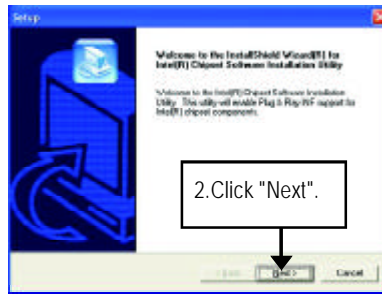 Setup
Welcome to the InstallShield Wizard(R) for
Intel(R) Chipset Software Installation Utility
Welcome to the Intel(R) Chipset Software Installation
Utility. This utility will enable Plug & Play INF support for
Intel(R) chipset components.
2.Click "Next".
Next >
Cancel